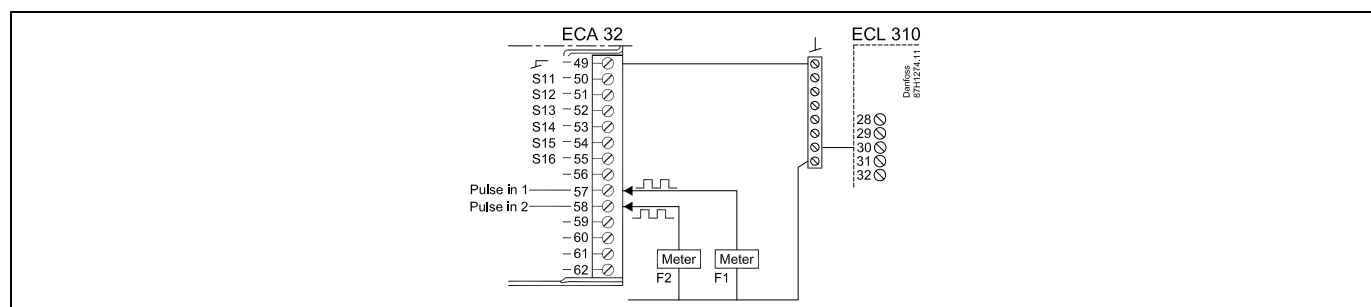 ECA 32
ECL 310
49
S11 50
S12 51
S13 52
S14 53
S15 54
S16 55
56
Pulse in 1 57
Pulse in 2 58
59
60
61
62
Meter
F2
Meter
F1
Danfoss
87H1274.11
28
29
30
31
32